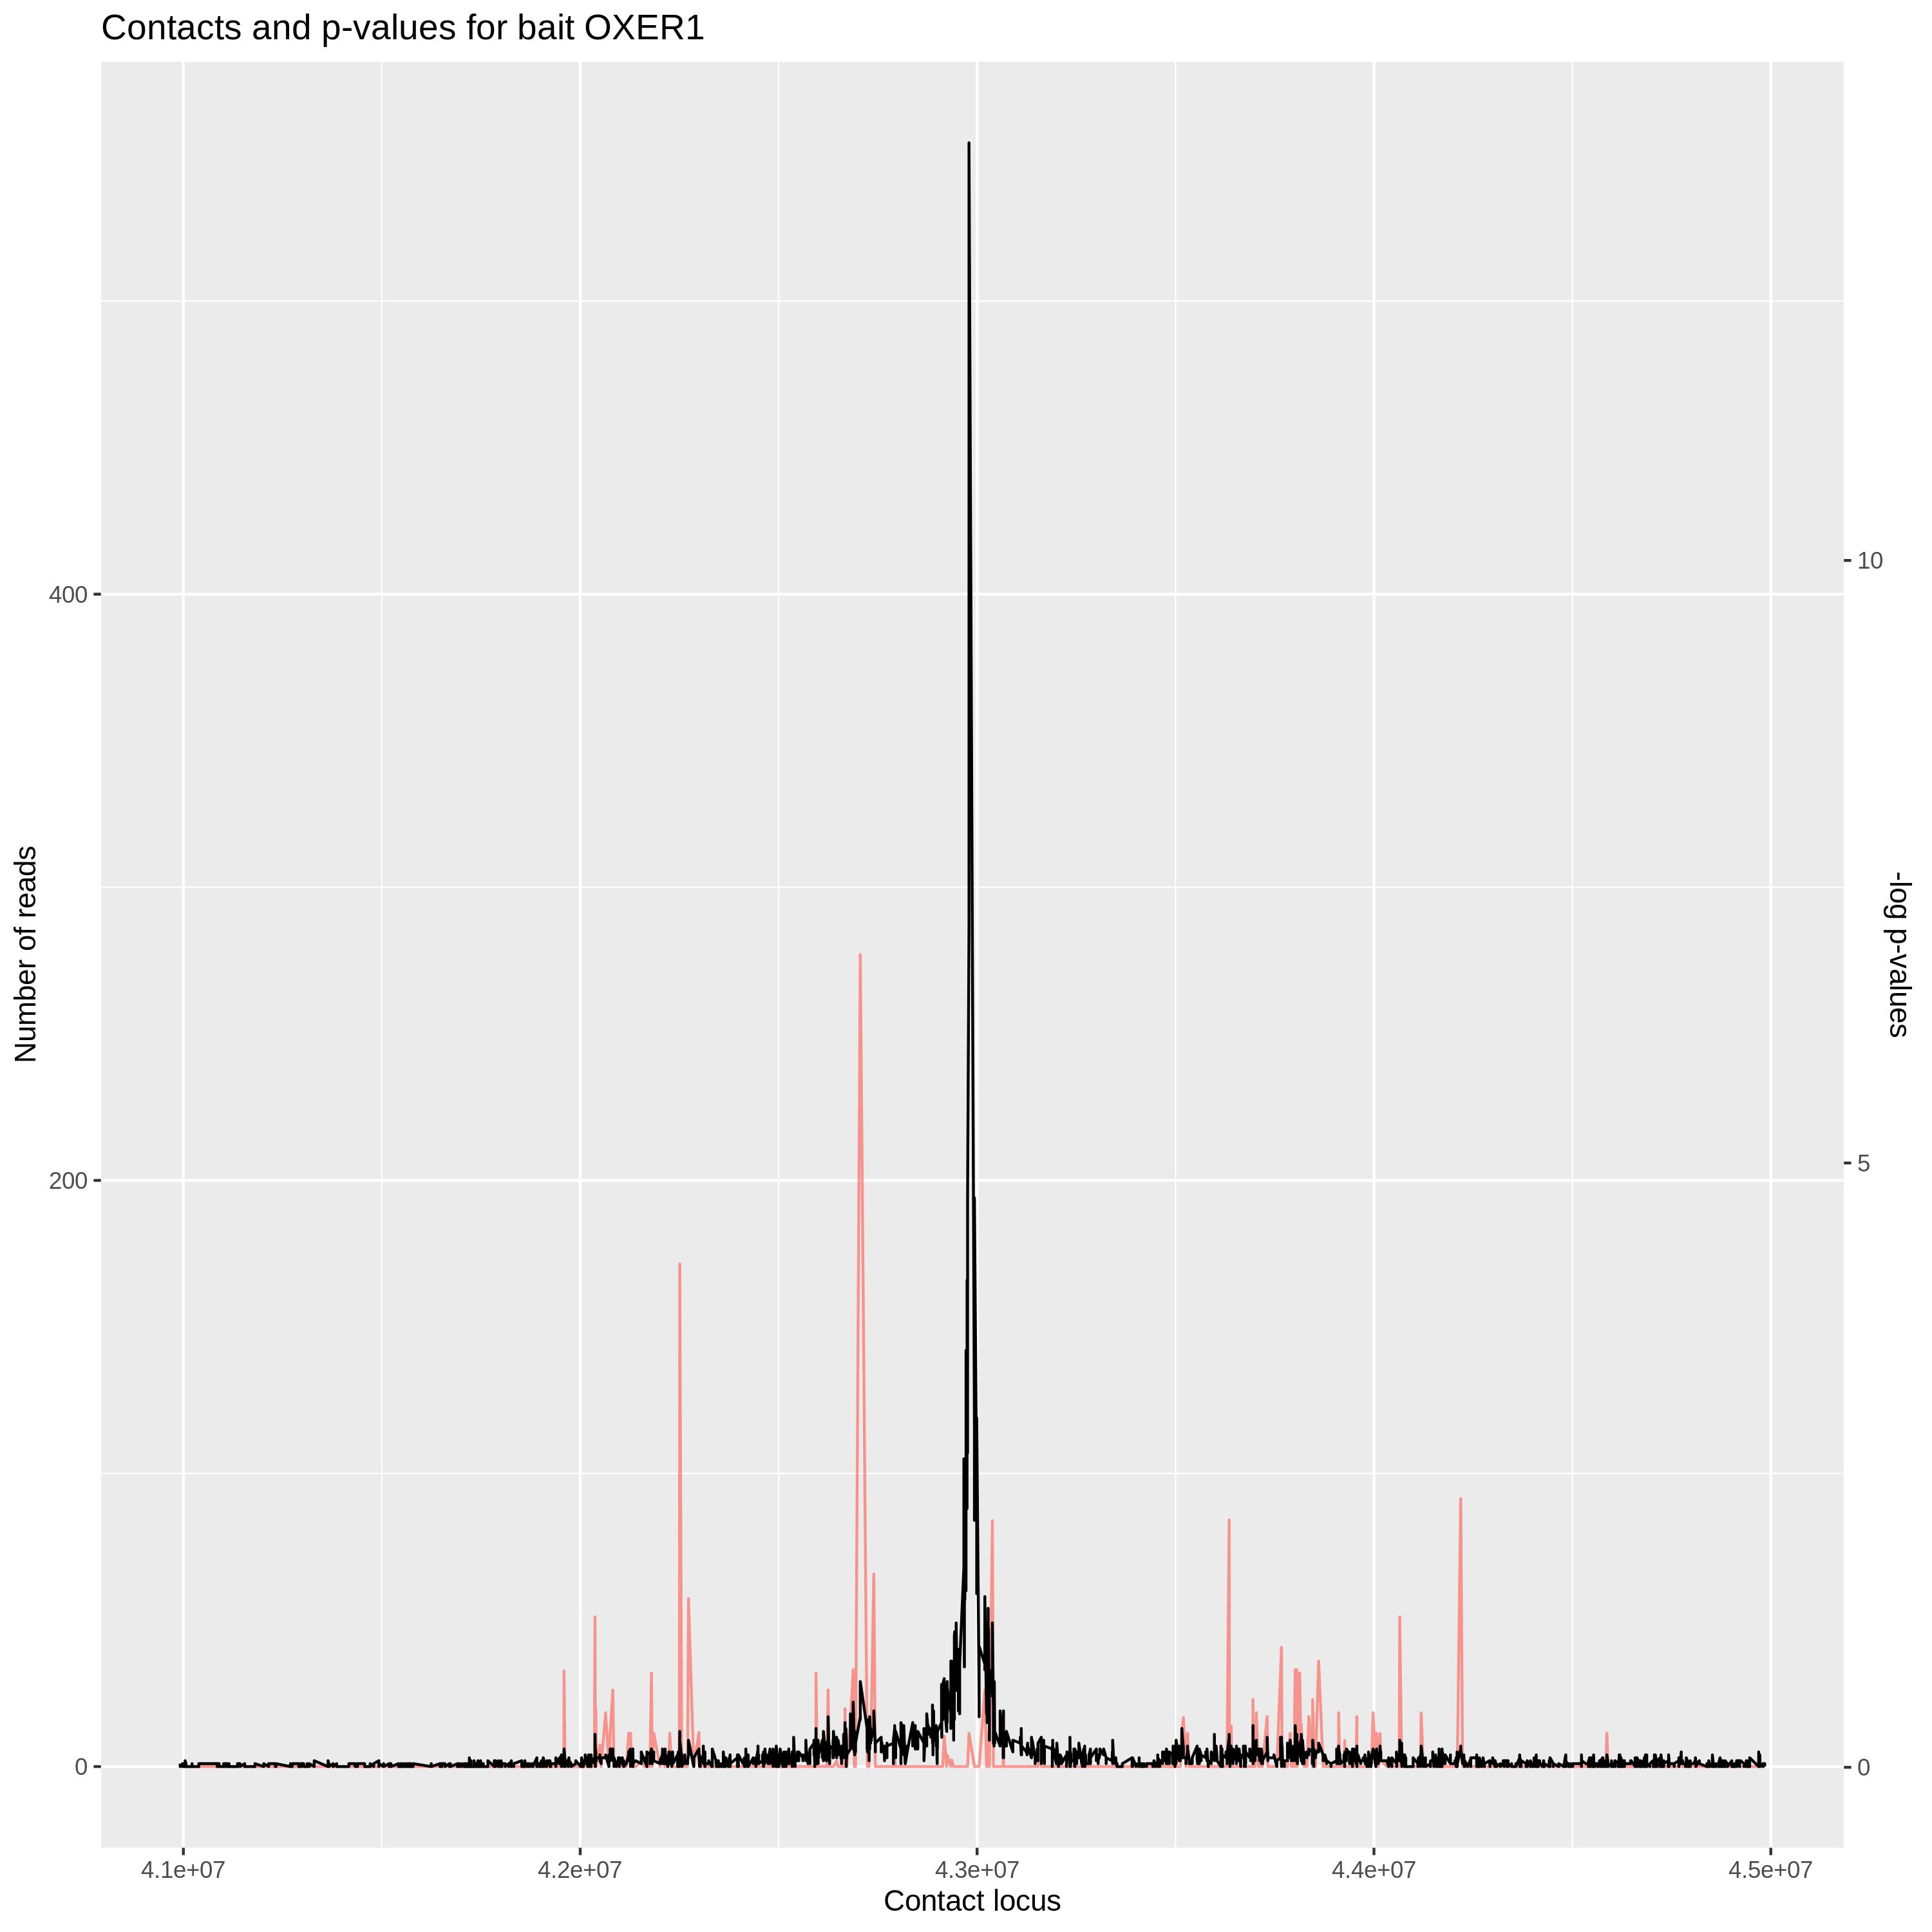 Contacts and p-values for bait OXER1
Number of reads
400
200
0
10
5
0
-log p-values
4.1e+07
4.2e+07
4.3e+07
4.4e+07
4.5e+07
Contact locus